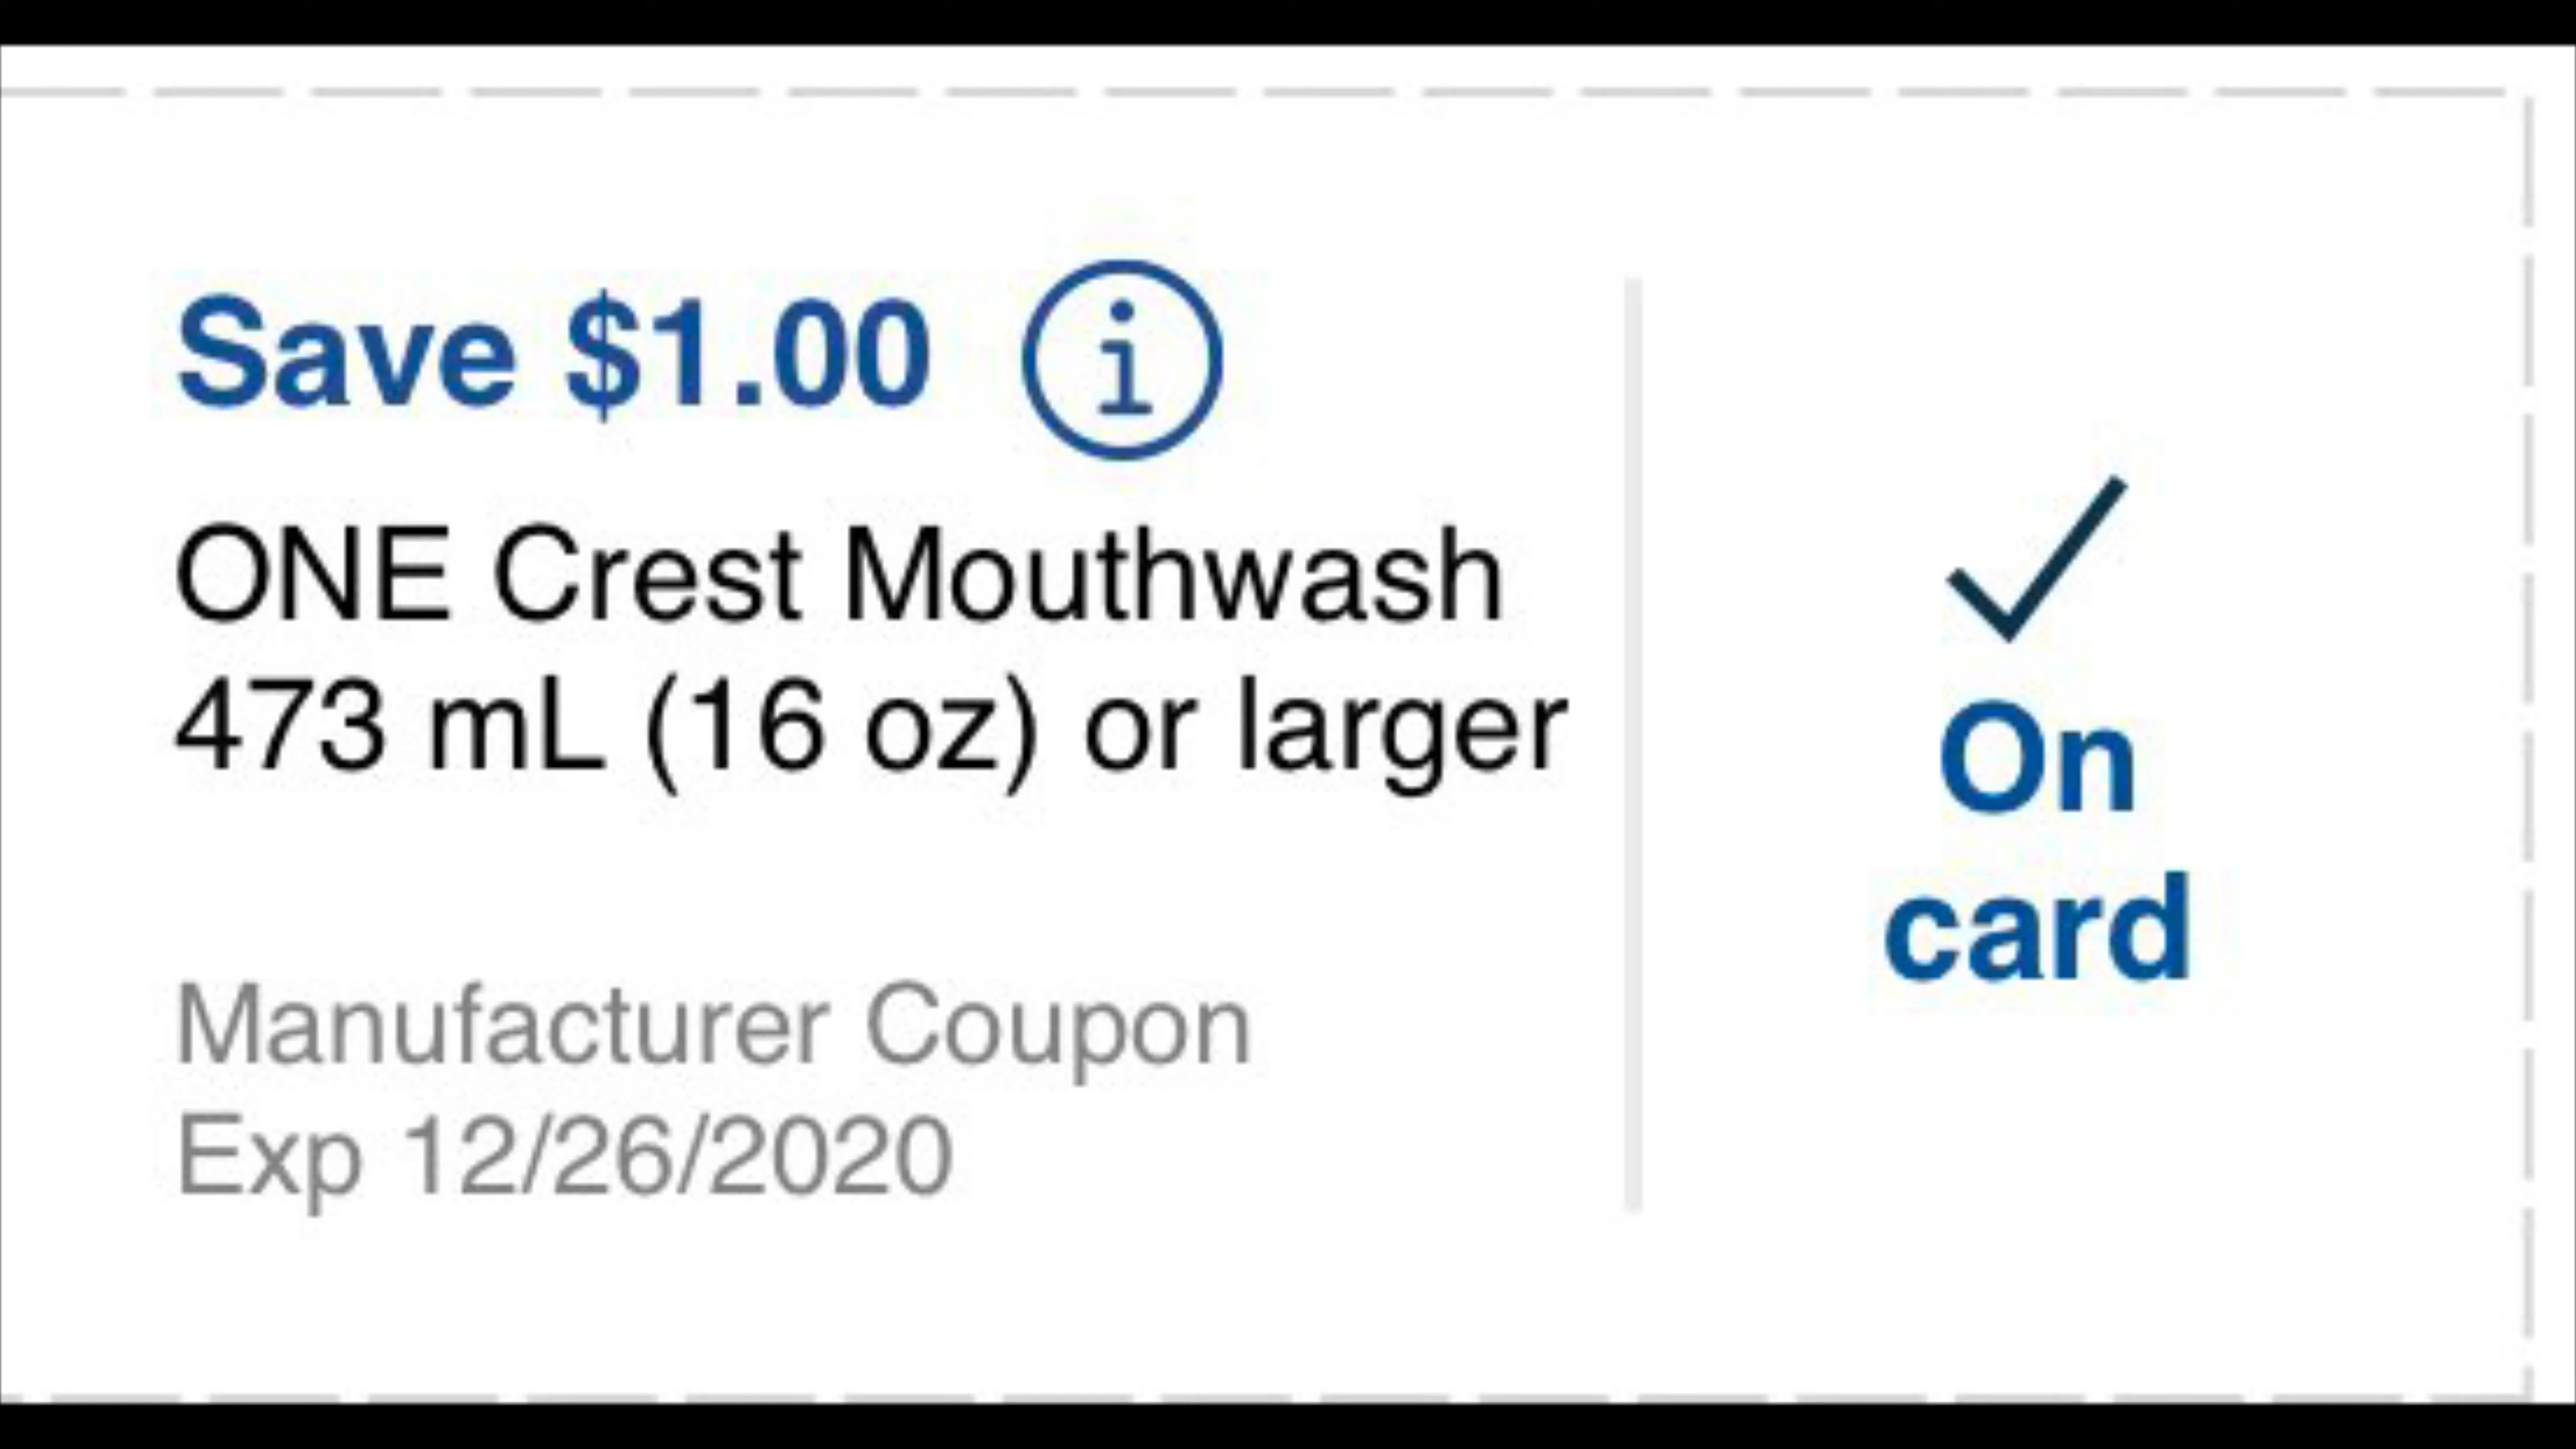 Save $1.00 i
ONE Crest Mouthwash
473 mL (16 oz) or larger
Manufacturer Coupon
Exp 12/26/2020
On
card